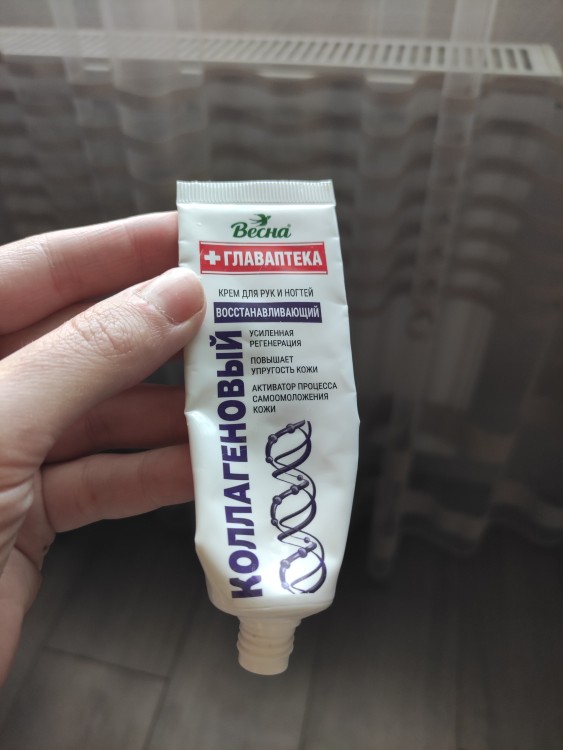 Весна®
+ГЛАВАПТЕКА
КРЕМ ДЛЯ РУК И НОГТЕЙ
ВОССТАНАВЛИВАЮЩИЙ
КОЛЛАГЕНОВЫЙ
УСИЛЕННАЯ
РЕГЕНЕРАЦИЯ
ПОВЫШАЕТ
УПРУГОСТЬ КОЖИ
АКТИВАТОР ПРОЦЕССА
САМООМОЛОЖЕНИЯ
КОЖИ